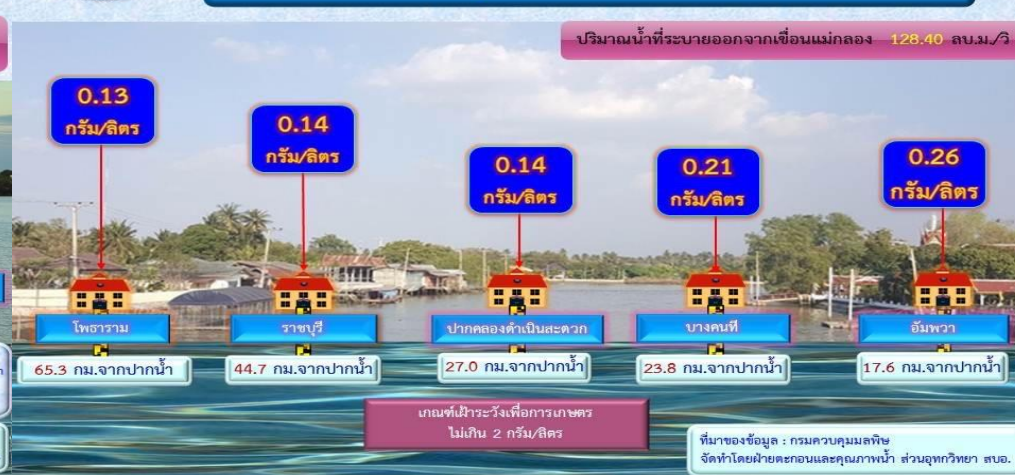 ปริมาณน้ำที่ระบายออกจากเขื่อนแม่กลอง 128.40 ลบ.ม./วิ
0.13
กรัม/ลิตร
0.14
กรัม/ลิตร
0.14
กรัม/ลิตร
0.21
กรัม/ลิตร
0.26
กรัม/ลิตร
โพธาราม
ราชบุรี
ปากคลองดำเนินสะดวก
บางคนที
อัมพวา
65.3 กม.จากปากน้ำ
44.7 กม.จากปากน้ำ
27.0 กม.จากปากน้ำ
23.8 กม.จากปากน้ำ
17.6 กม.จากปากน้ำ
เกณฑ์เฝ้าระวังเพื่อการเกษตร
ไม่เกิน 2 กรัม/ลิตร
ที่มาของข้อมูล : กรมควบคุมมลพิษ
จัดทำโดยฝ่ายตะกอนและคุณภาพน้ำ ส่วนอุทกวิทยา สบอ.